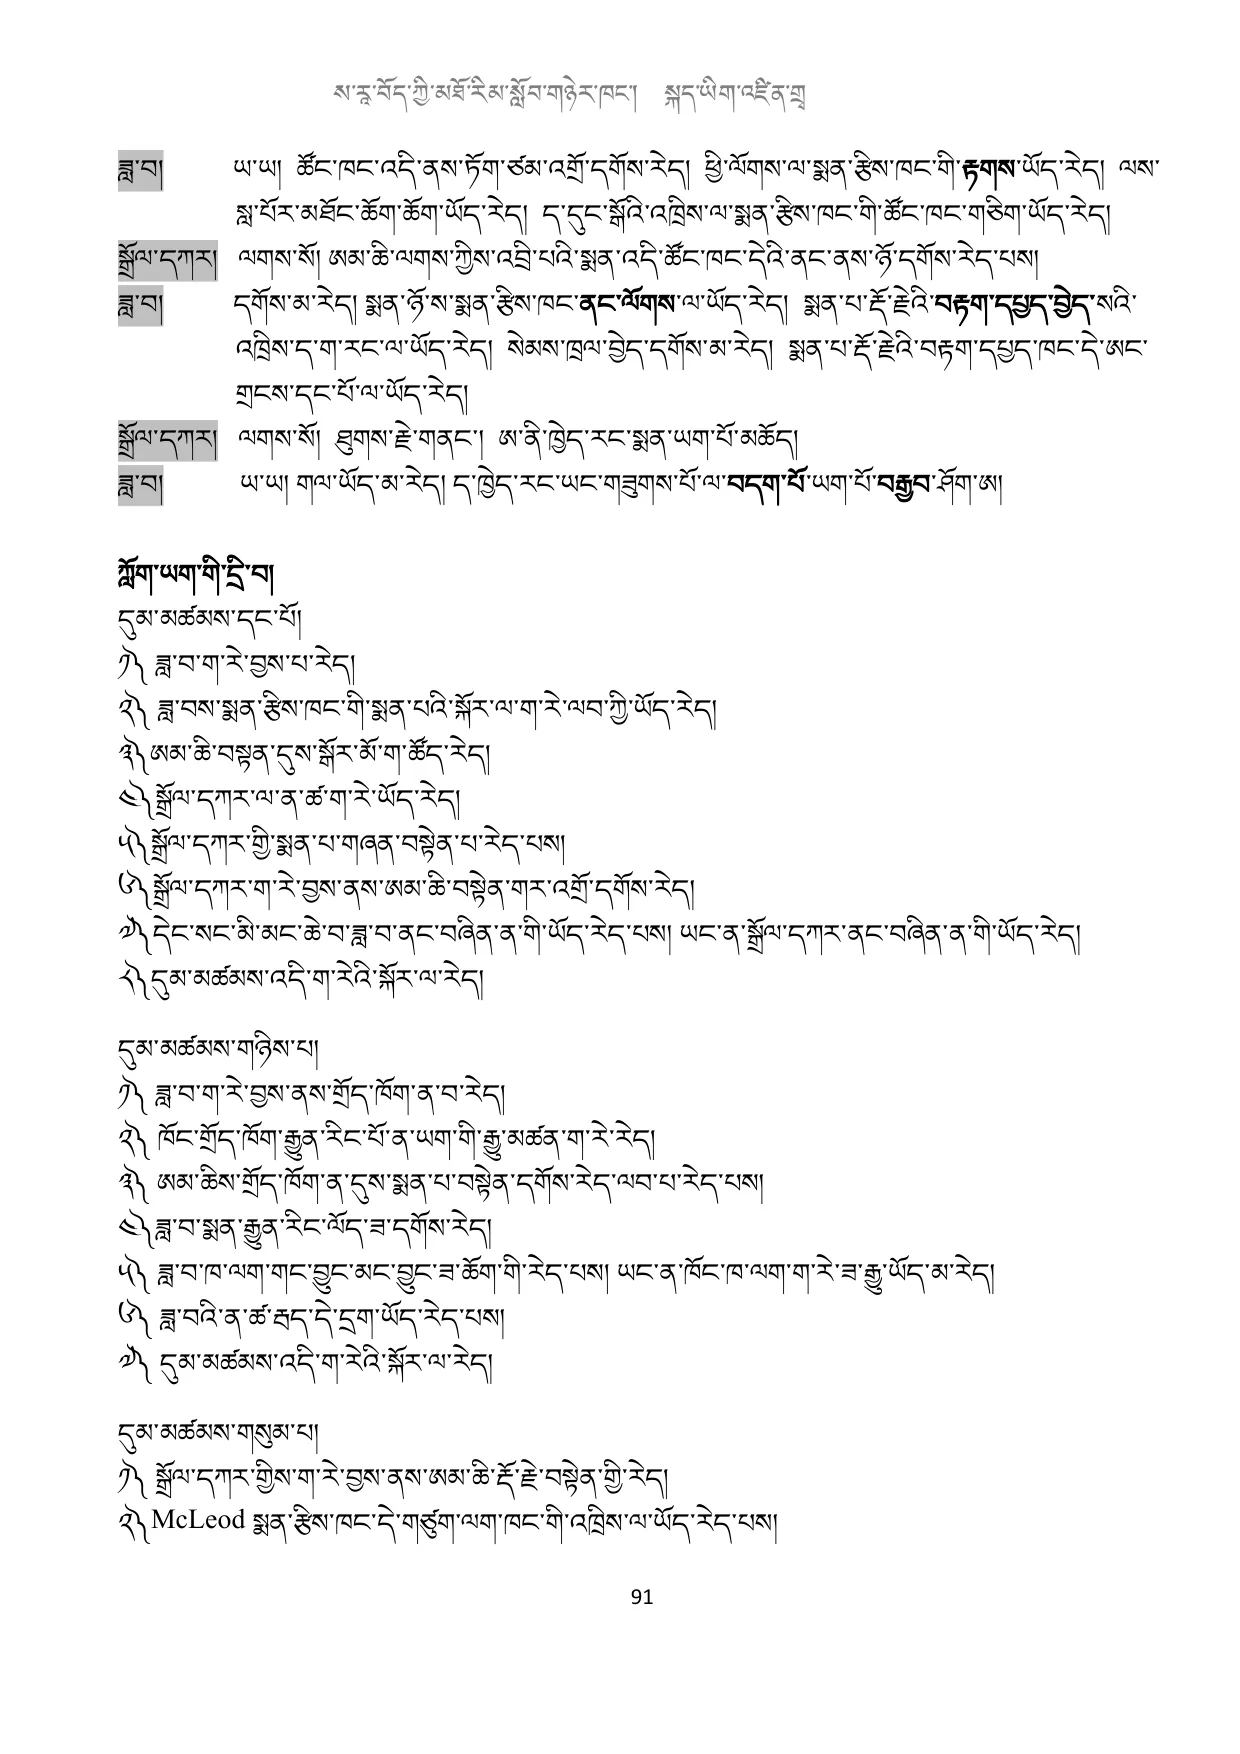 ས་རཱ་བོད་ཀྱི་མཐོ་རིམ་སློབ་གཉེར་ཁང་། སྐད་ཡིག་འཛིན་གྲྭ
ཟླ་བ། ཡ་ཡ། ཚོང་ཁང་འདི་ནས་ཏོག་ཙམ་འགྲོ་དགོས་རེད། ཕྱི་ལོགས་ལ་སྨན་རྩིས་ཁང་གི་རྟགས་ཡོད་རེད། ལས་
སླ་པོར་མཐོང་ཆོག་ཆོག་ཡོད་རེད། ད་དུང་སྒོའི་འཁྲིས་ལ་སྨན་རྩིས་ཁང་གི་ཚོང་ཁང་གཅིག་ཡོད་རེད།
སྒྲོལ་དཀར། ལགས་སོ། ཨམ་ཆི་ལགས་ཀྱིས་འབྲི་པའི་སྨན་འདི་ཚོང་ཁང་དེའི་ནང་ནས་ཉོ་དགོས་རེད་པས།
ཟླ་བ། དགོས་མ་རེད། སྨན་ཉོ་ས་སྨན་རྩིས་ཁང་ནང་ལོགས་ལ་ཡོད་རེད། སྨན་པ་རྡོ་རྗེའི་བརྟག་དཔྱད་བྱེད་སའི་
འཁྲིས་ད་ག་རང་ལ་ཡོད་རེད། སེམས་ཁྲལ་བྱེད་དགོས་མ་རེད། སྨན་པ་རྡོ་རྗེའི་བརྟག་དཔྱད་ཁང་དེ་ཨང་
གྲངས་དང་པོ་ལ་ཡོད་རེད།
སྒྲོལ་དཀར། ལགས་སོ། ཐུགས་རྗེ་གནང་། ཨ་ནི་ཁྱེད་རང་སྨན་ཡག་པོ་མཆོད།
ཟླ་བ། ཡ་ཡ། གལ་ཡོད་མ་རེད། ད་ཁྱེད་རང་ཡང་གཟུགས་པོ་ལ་བདག་པོ་ཡག་པོ་བརྒྱབ་ཤོག་ཨ།
ཀློག་ཡག་གི་དྲི་བ།
དུམ་མཚམས་དང་པོ།
༡༽ ཟླ་བ་ག་རེ་བྱས་པ་རེད།
༢༽ ཟླ་བས་སྨན་རྩིས་ཁང་གི་སྨན་པའི་སྐོར་ལ་ག་རེ་ལབ་ཀྱི་ཡོད་རེད།
༣༽ ཨམ་ཆི་བསྟན་དུས་སྒོར་མོ་ག་ཚོད་རེད།
༤༽ སྒྲོལ་དཀར་ལ་ན་ཚ་ག་རེ་ཡོད་རེད།
༥༽ སྒྲོལ་དཀར་གྱི་སྨན་པ་གཞན་བསྟེན་པ་རེད་པས།
༦༽ སྒྲོལ་དཀར་ག་རེ་བྱས་ནས་ཨམ་ཆི་བསྟེན་གར་འགྲོ་དགོས་རེད།
༧༽ དེང་སང་མི་མང་ཆེ་བ་ཟླ་བ་ནང་བཞིན་ན་གི་ཡོད་རེད་པས། ཡང་ན་སྒྲོལ་དཀར་ནང་བཞིན་ན་གི་ཡོད་རེད།
༨༽ དུམ་མཚམས་འདི་ག་རེའི་སྐོར་ལ་རེད།
དུམ་མཚམས་གཉིས་པ།
༡༽ ཟླ་བ་ག་རེ་བྱས་ནས་གྲོད་ཁོག་ན་བ་རེད།
༢༽ ཁོང་གྲོད་ཁོག་རྒྱུན་རིང་པོ་ན་ཡག་གི་རྒྱུ་མཚན་ག་རེ་རེད།
༣༽ ཨམ་ཆིས་གྲོད་ཁོག་ན་དུས་སྨན་པ་བསྟེན་དགོས་རེད་ལབ་པ་རེད་པས།
༤༽ ཟླ་བ་སྨན་རྒྱུན་རིང་ལོད་ཟ་དགོས་རེད།
༥༽ ཟླ་བ་ཁ་ལག་གང་བྱུང་མང་བྱུང་ཟ་ཆོག་གི་རེད་པས། ཡང་ན་ཁོང་ཁ་ལག་ག་རེ་ཟ་རྒྱུ་ཡོད་མ་རེད།
༦༽ ཟླ་བའི་ན་ཚ་རྦད་དེ་དྲག་ཡོད་རེད་པས།
༧༽ དུམ་མཚམས་འདི་ག་རེའི་སྐོར་ལ་རེད།
དུམ་མཚམས་གསུམ་པ།
༡༽ སྒྲོལ་དཀར་གྱིས་ག་རེ་བྱས་ནས་ཨམ་ཆི་རྡོ་རྗེ་བསྟེན་གྱི་རེད།
༢༽ McLeod སྨན་རྩིས་ཁང་དེ་གཙུག་ལག་ཁང་གི་འཁྲིས་ལ་ཡོད་རེད་པས།
91